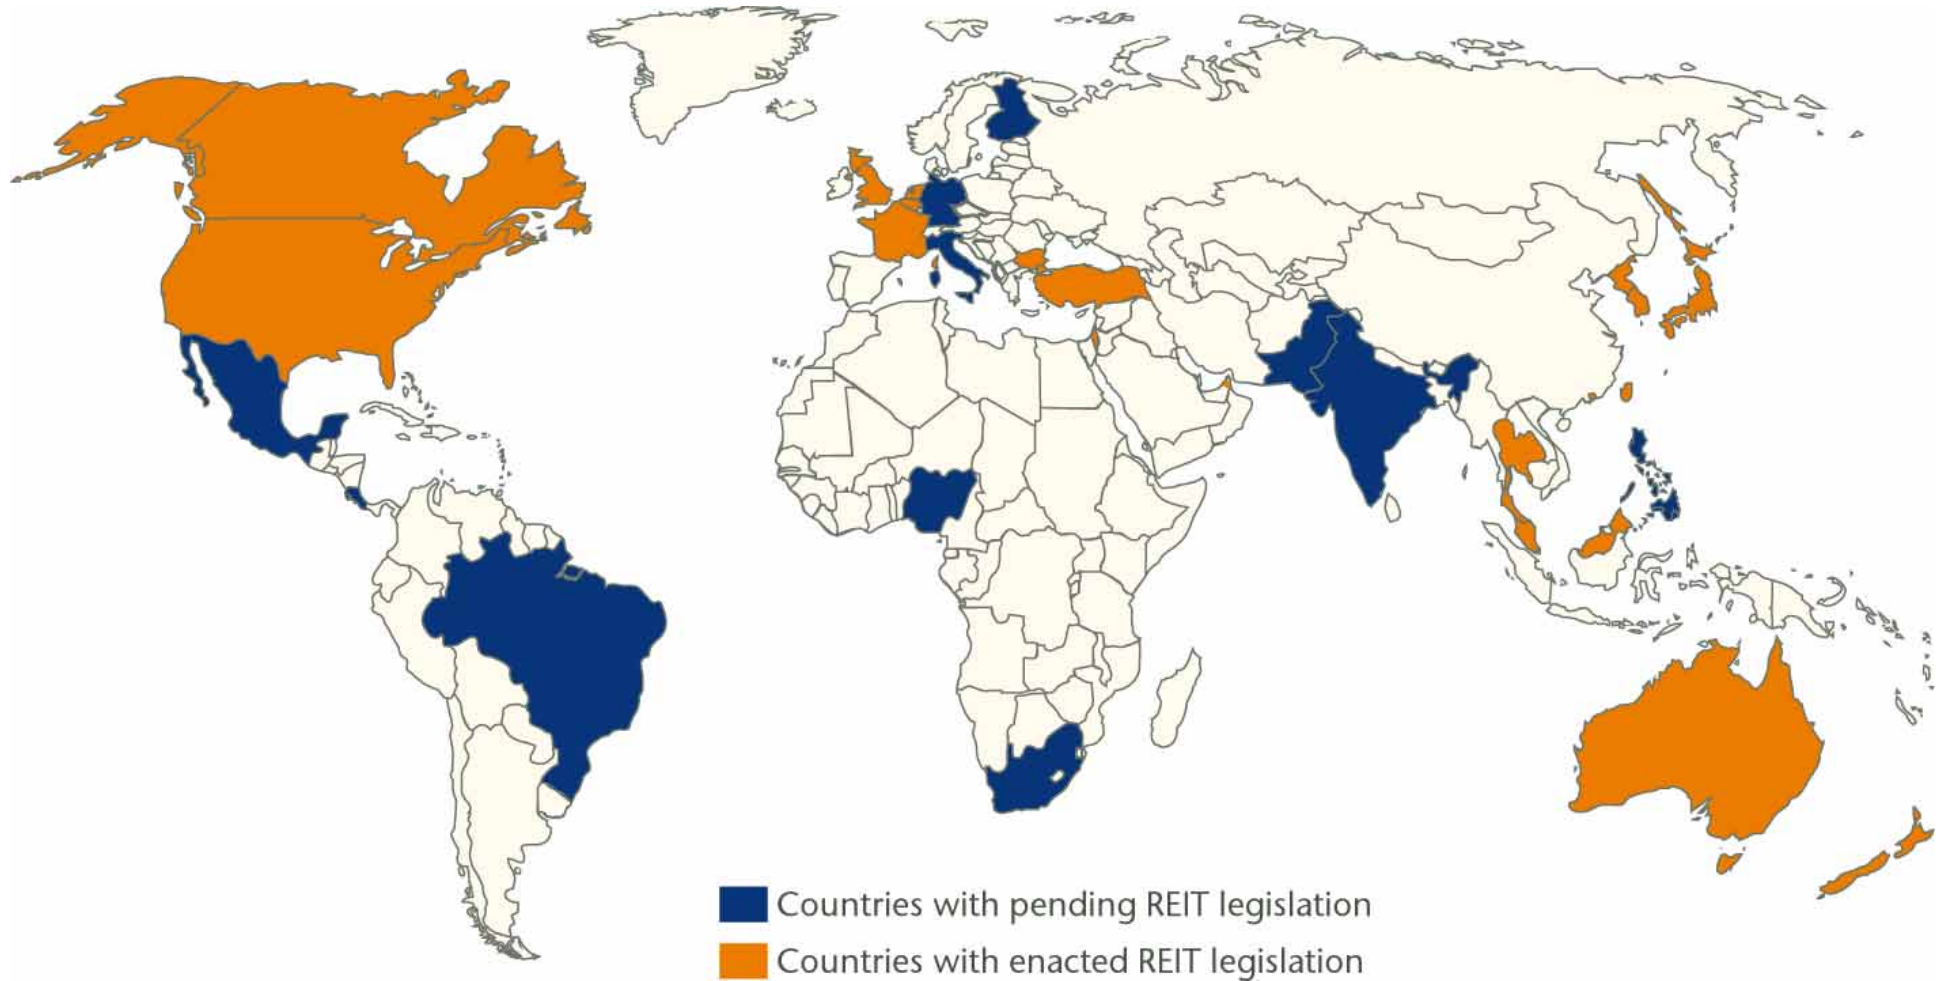 Countries with pending REIT legislation
Countries with enacted REIT legislation